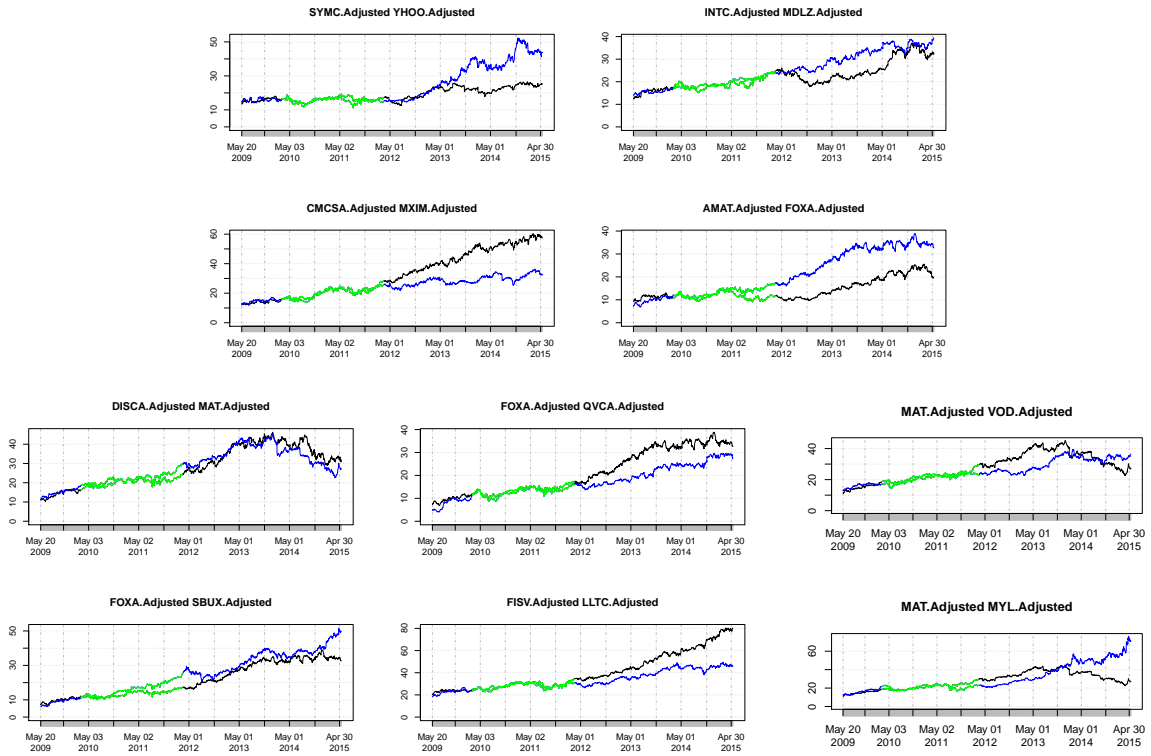 SYMC.Adjusted YHOO.Adjusted
50
30
10
0
May 20 2009
May 03 2010
May 02 2011
May 01 2012
May 01 2013
May 01 2014
Apr 30 2015
INTC.Adjusted MDLZ.Adjusted
40
30
20
10
0
May 20 2009
May 03 2010
May 02 2011
May 01 2012
May 01 2013
May 01 2014
Apr 30 2015
CMCSA.Adjusted MXIM.Adjusted
60
40
20
0
May 20 2009
May 03 2010
May 02 2011
May 01 2012
May 01 2013
May 01 2014
Apr 30 2015
AMAT.Adjusted FOXA.Adjusted
40
30
20
10
0
May 20 2009
May 03 2010
May 02 2011
May 01 2012
May 01 2013
May 01 2014
Apr 30 2015
DISCA.Adjusted MAT.Adjusted
40
30
20
10
0
May 20 2009
May 03 2010
May 02 2011
May 01 2012
May 01 2013
May 01 2014
Apr 30 2015
FOXA.Adjusted QVCA.Adjusted
40
30
20
10
0
May 20 2009
May 03 2010
May 02 2011
May 01 2012
May 01 2013
May 01 2014
Apr 30 2015
MAT.Adjusted VOD.Adjusted
40
20
0
May 20 2009
May 03 2010
May 02 2011
May 01 2012
May 01 2013
May 01 2014
Apr 30 2015
FOXA.Adjusted SBUX.Adjusted
50
30
10
0
May 20 2009
May 03 2010
May 02 2011
May 01 2012
May 01 2013
May 01 2014
Apr 30 2015
FISV.Adjusted LLTC.Adjusted
80
60
40
20
0
May 20 2009
May 03 2010
May 02 2011
May 01 2012
May 01 2013
May 01 2014
Apr 30 2015
MAT.Adjusted MYL.Adjusted
60
40
20
0
May 20 2009
May 03 2010
May 02 2011
May 01 2012
May 01 2013
May 01 2014
Apr 30 2015